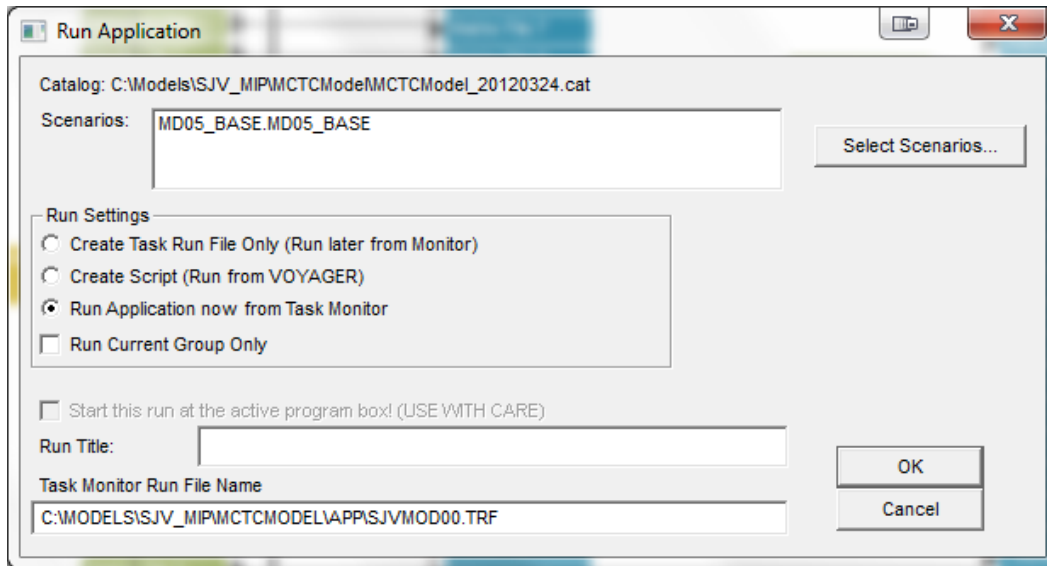 Run Application
Catalog: C:\Models\SJV_MIP\MCTCModel\MCTCModel_20120324.cat
Scenarios:
MD05_BASE.MD05_BASE
Select Scenarios...
Run Settings
Create Task Run File Only (Run later from Monitor)
Create Script (Run from VOYAGER)
Run Application now from Task Monitor
Run Current Group Only
Start this run at the active program box! (USE WITH CARE)
Run Title:
OK
Task Monitor Run File Name
Cancel
C:\MODELS\SJV_MIP\MCTCMODEL\APP\SJVMOD00.TRF